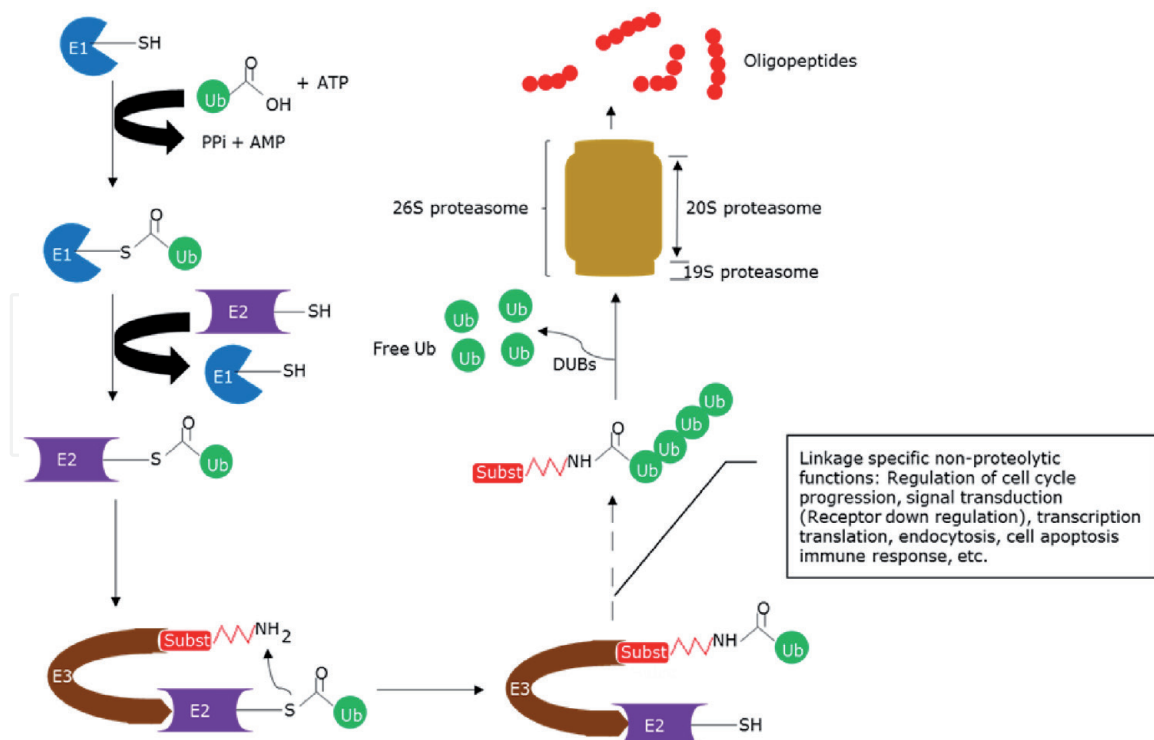 E1
SH
Ub
O
OH
+ ATP
PPi + AMP
E1
S
O
Ub
E2
SH
E1
SH
E2
S
O
Ub
E3
Subst
NH2
E2
S
O
Ub
E3
Subst
NH
O
Ub
E2
SH
Linkage specific non-proteolytic
functions: Regulation of cell cycle
progression, signal transduction
(Receptor down regulation), transcription
translation, endocytosis, cell apoptosis
immune response, etc.
Subst
NH
O
Ub
Ub
Ub
Ub
DUBs
Free Ub
Ub
Ub
Ub
Ub
26S proteasome
20S proteasome
19S proteasome
Oligopeptides